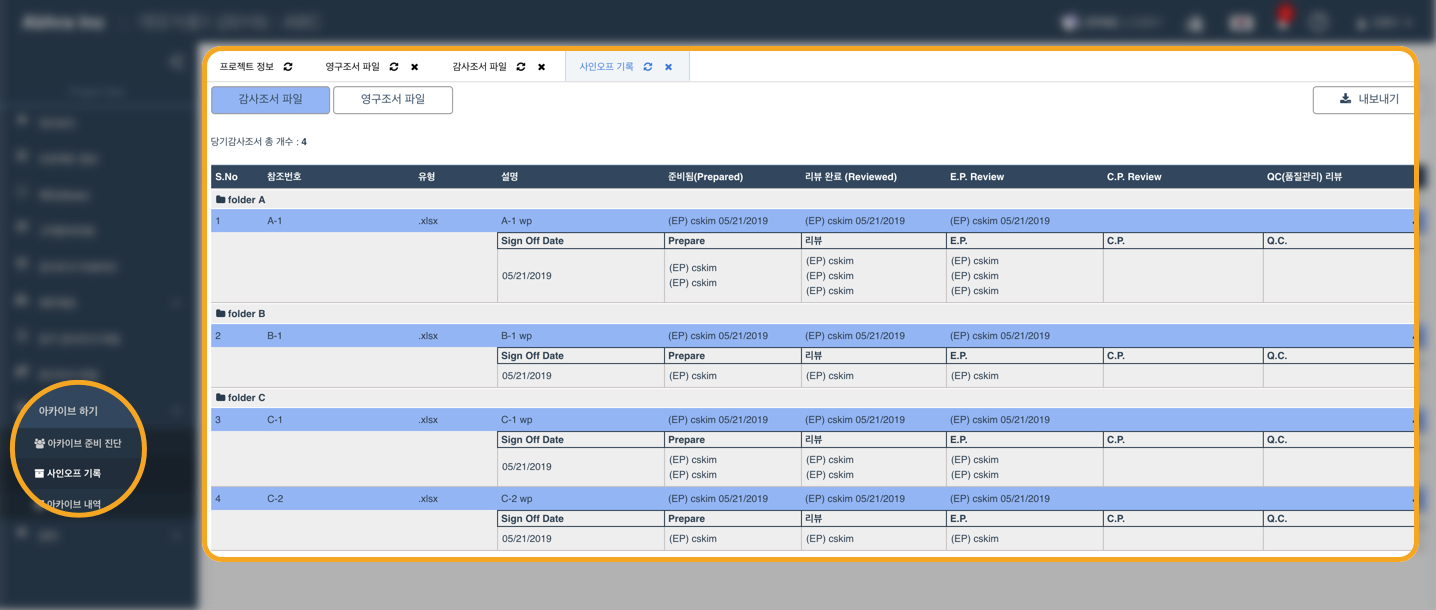 프로젝트 정보 영구조서 파일 감사조서 파일 사인오프 기록
감사조서 파일 영구조서 파일 내보내기
당기감사조서 총 개수 : 4
S.No 참조번호 유형 설명 준비됨(Prepared) 리뷰 완료 (Reviewed) E.P. Review C.P. Review QC(품질관리) 리뷰
folder A
1 A-1 .xlsx A-1 wp (EP) cskim 05/21/2019 (EP) cskim 05/21/2019 (EP) cskim 05/21/2019
Sign Off Date Prepare 리뷰 E.P. C.P. Q.C.
05/21/2019
(EP) cskim
(EP) cskim
(EP) cskim
(EP) cskim
(EP) cskim
(EP) cskim
(EP) cskim
(EP) cskim
folder B
2 B-1 .xlsx B-1 wp (EP) cskim 05/21/2019 (EP) cskim 05/21/2019 (EP) cskim 05/21/2019
Sign Off Date Prepare 리뷰 E.P. C.P. Q.C.
05/21/2019 (EP) cskim (EP) cskim (EP) cskim
folder C
3 C-1 .xlsx C-1 wp (EP) cskim 05/21/2019 (EP) cskim 05/21/2019 (EP) cskim 05/21/2019
Sign Off Date Prepare 리뷰 E.P. C.P. Q.C.
05/21/2019
(EP) cskim (EP) cskim (EP) cskim
(EP) cskim (EP) cskim (EP) cskim
4 C-2 .xlsx C-2 wp (EP) cskim 05/21/2019 (EP) cskim 05/21/2019 (EP) cskim 05/21/2019
Sign Off Date Prepare 리뷰 E.P. C.P. Q.C.
05/21/2019 (EP) cskim (EP) cskim (EP) cskim
아카이브 하기
아카이브 준비 진단
사인오프 기록
아카이브 내역